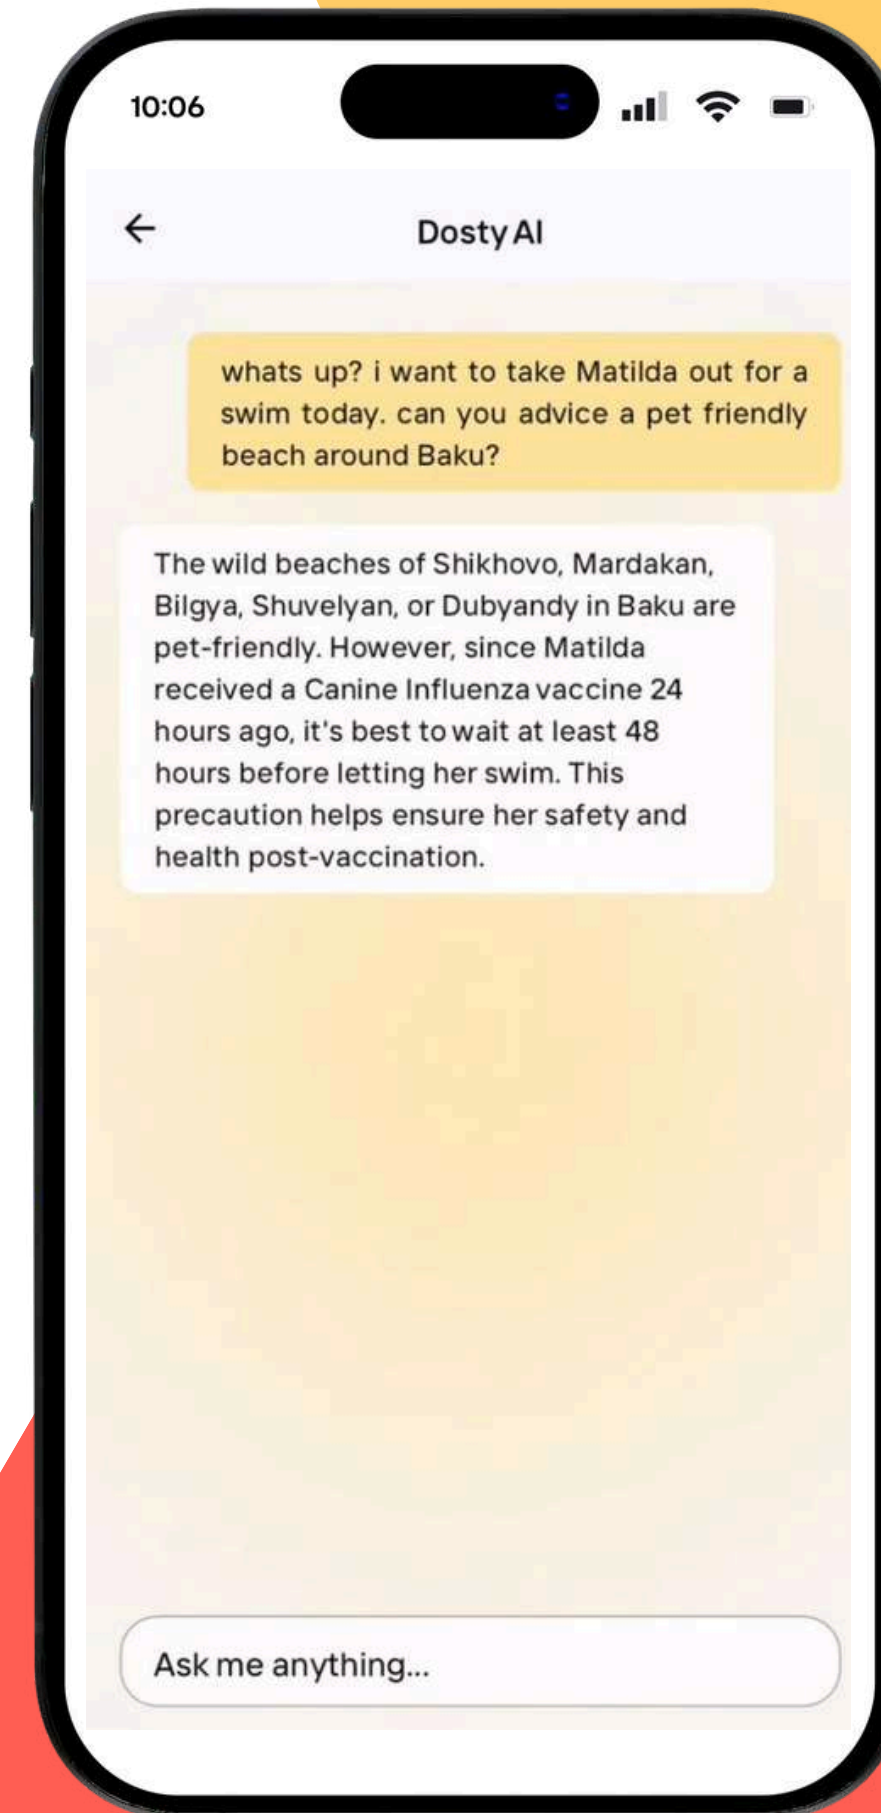 10:06
Dosty AI
whats up? i want to take Matilda out for a
swim today. can you advice a pet friendly
beach around Baku?
The wild beaches of Shikhovo, Mardakan,
Bilgya, Shuvelyan, or Dubyandy in Baku are
pet-friendly. However, since Matilda
received a Canine Influenza vaccine 24
hours ago, it's best to wait at least 48
hours before letting her swim. This
precaution helps ensure her safety and
health post-vaccination.
Ask me anything...